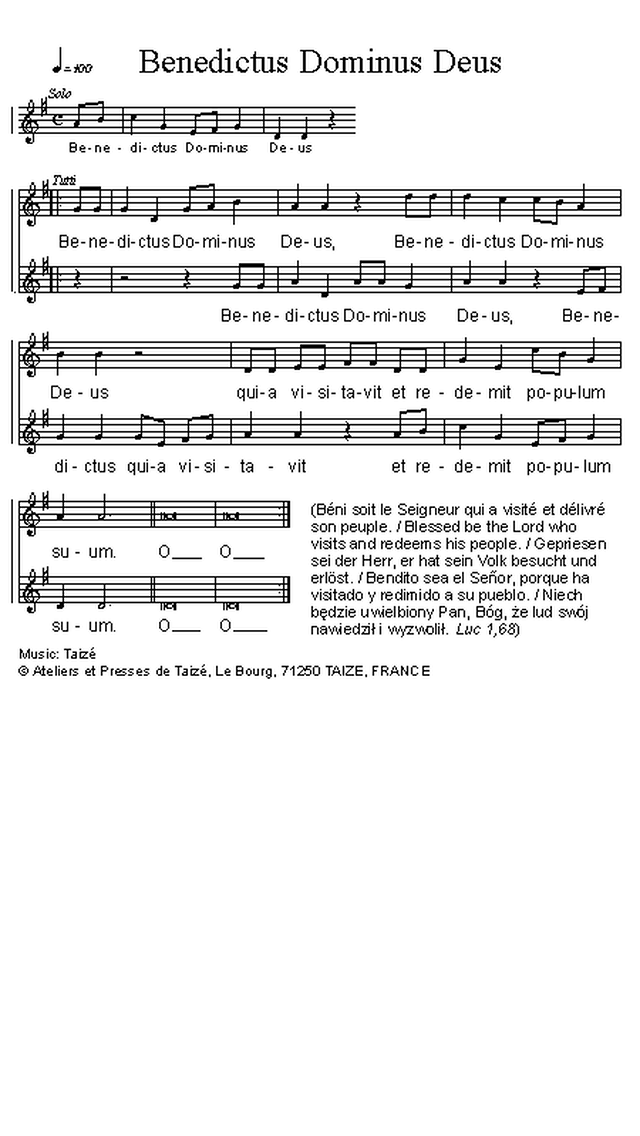 Benedictus Dominus Deus
♩=100
Solo
Be-ne-di-ctus Do-mi-nus De-us
Tutti
Be-ne-di-ctus Do-mi-nus De-us, Be-ne-di-ctus Do-mi-nus
Be-ne-di-ctus Do-mi-nus De-us, Be-ne-
De-us qui-a vi-si-ta-vit et re-de-mit po-pu-lum
di-ctus qui-a vi-si-ta-vit et re-de-mit po-pu-lum
su-um. O___ O___
su-um. O___ O___
(Béni soit le Seigneur qui a visité et délivré
son peuple. / Blessed be the Lord who
visits and redeems his people. / Gepriesen
sei der Herr, er hat sein Volk besucht und
erlöst. / Bendito sea el Señor, porque ha
visitado y redimido a su pueblo. / Niech
będzie uwielbiony Pan, Bóg, że lud swój
nawiedził i wyzwolił. Luc 1,68)
Music: Taizé
© Ateliers et Presses de Taizé, Le Bourg, 71250 TAIZE, FRANCE